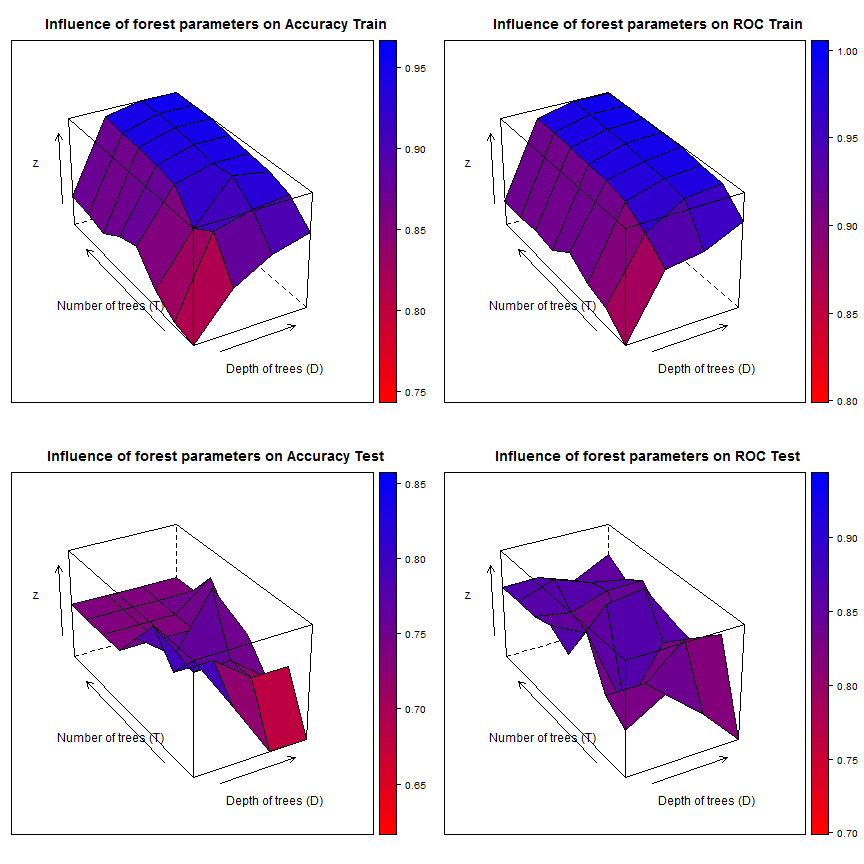 Influence of forest parameters on Accuracy Train
Z
Number of trees (T)
Depth of trees (D)
0.95
0.90
0.85
0.80
0.75
Influence of forest parameters on ROC Train
Z
Number of trees (T)
Depth of trees (D)
1.00
0.95
0.90
0.85
0.80
Influence of forest parameters on Accuracy Test
Z
Number of trees (T)
Depth of trees (D)
0.85
0.80
0.75
0.70
0.65
Influence of forest parameters on ROC Test
Z
Number of trees (T)
Depth of trees (D)
0.90
0.85
0.80
0.75
0.70